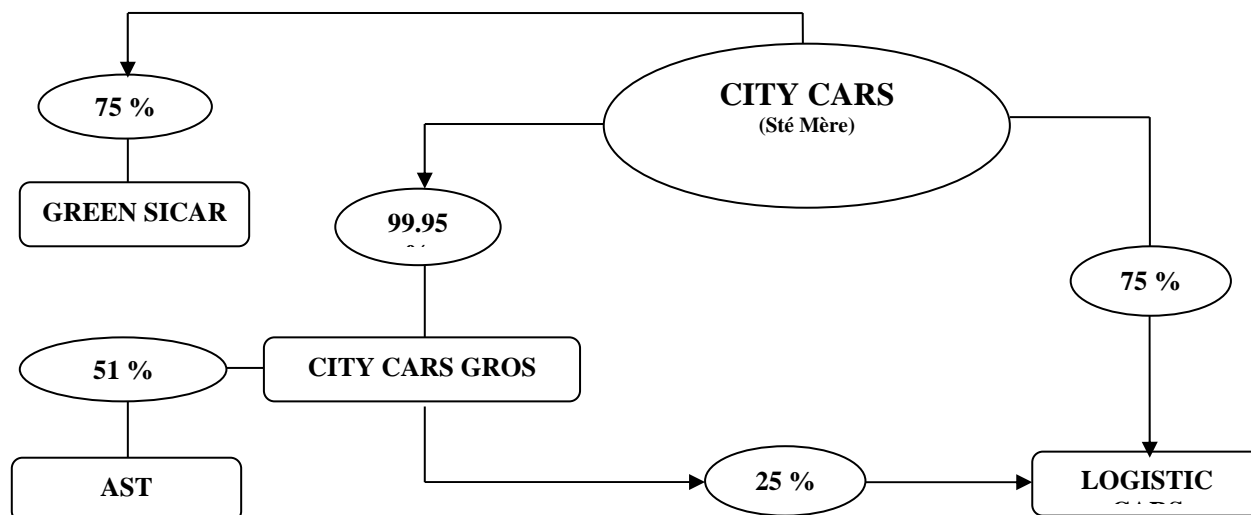 CITY CARS
(Sté Mère)
75 %
GREEN SICAR
99.95
75 %
51 %
CITY CARS GROS
AST
25 %
LOGISTIC